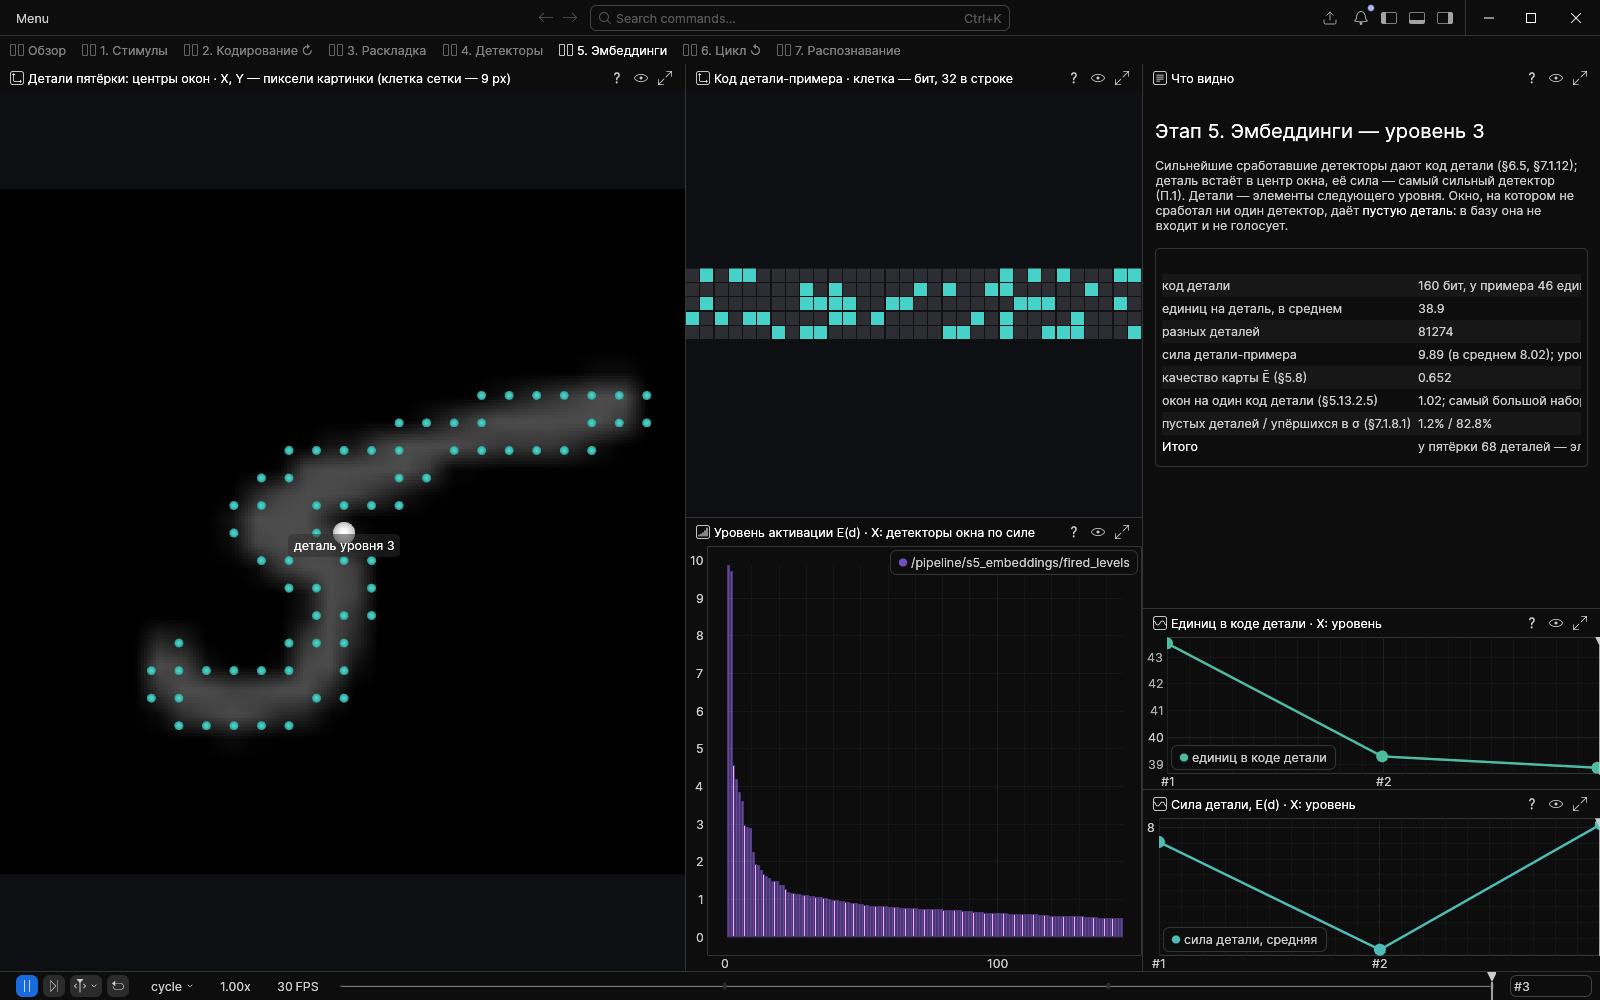 Menu
Search commands...
Ctrl+K
Обзор
1. Стимулы
2. Кодирование
3. Раскладка
4. Детекторы
5. Эмбеддинги
6. Цикл
7. Распознавание
Детали пятёрки: центры окон · X, Y — пиксели картинки (клетка сетки — 9 px)
?
деталь уровня 3
Код детали-примера · клетка — бит, 32 в строке
?
Уровень активации E(d) · X: детекторы окна по силе
?
/pipeline/s5_embeddings/fired_levels
10
9
8
7
6
5
4
3
2
1
0
0
100
Что видно
?
Этап 5. Эмбеддинги — уровень 3
Сильнейшие сработавшие детекторы дают код детали (§6.5, §7.1.12);
деталь встаёт в центр окна, её сила — самый сильный детектор
(П.1). Детали — элементы следующего уровня. Окно, на котором не
сработал ни один детектор, даёт пустую деталь: в базу она не
входит и не голосует.
код детали 160 бит, у примера 46 един
единиц на деталь, в среднем 38.9
разных деталей 81274
сила детали-примера 9.89 (в среднем 8.02); уро
качество карты Ē (§5.8) 0.652
окон на один код детали (§5.13.2.5) 1.02; самый большой набо
пустых деталей / упёршихся в σ (§7.1.8.1) 1.2% / 82.8%
Итого у пятёрки 68 деталей — эл
Единиц в коде детали · X: уровень
?
43
42
41
40
39
единиц в коде детали
#1
#2
Сила детали, E(d) · X: уровень
?
8
сила детали, средняя
#1
#2
cycle
1.00x
30 FPS
#3